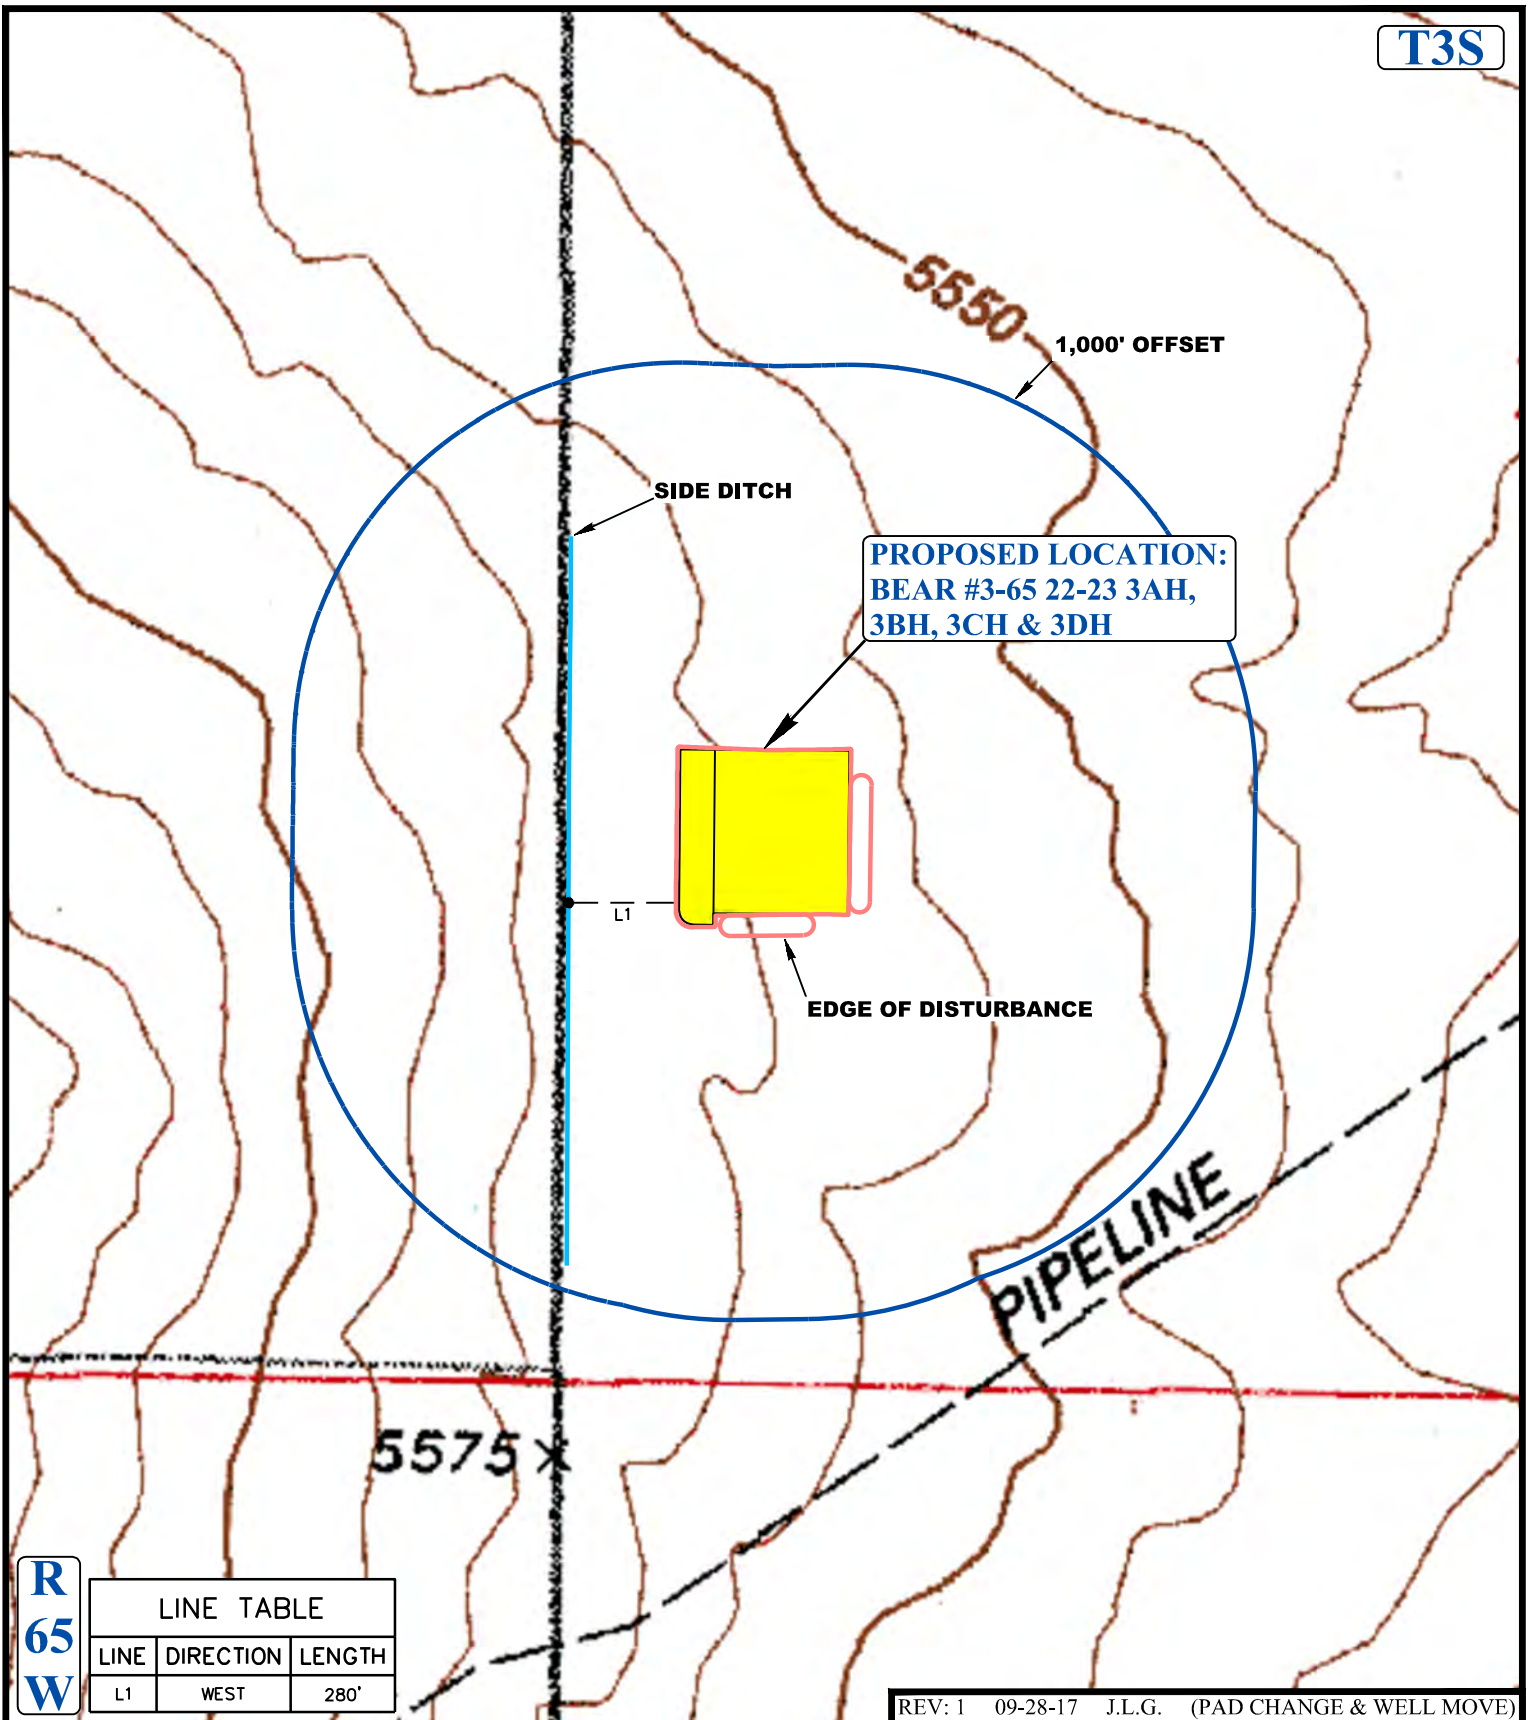 T3S
5550
1,000' OFFSET
SIDE DITCH
PROPOSED LOCATION:
BEAR #3-65 22-23 3AH,
3BH, 3CH & 3DH
L1
EDGE OF DISTURBANCE
PIPELINE
5575
R
65
W
LINE TABLE
LINE DIRECTION LENGTH
L1 WEST 280'
REV: 1 09-28-17 J.L.G. (PAD CHANGE & WELL MOVE)